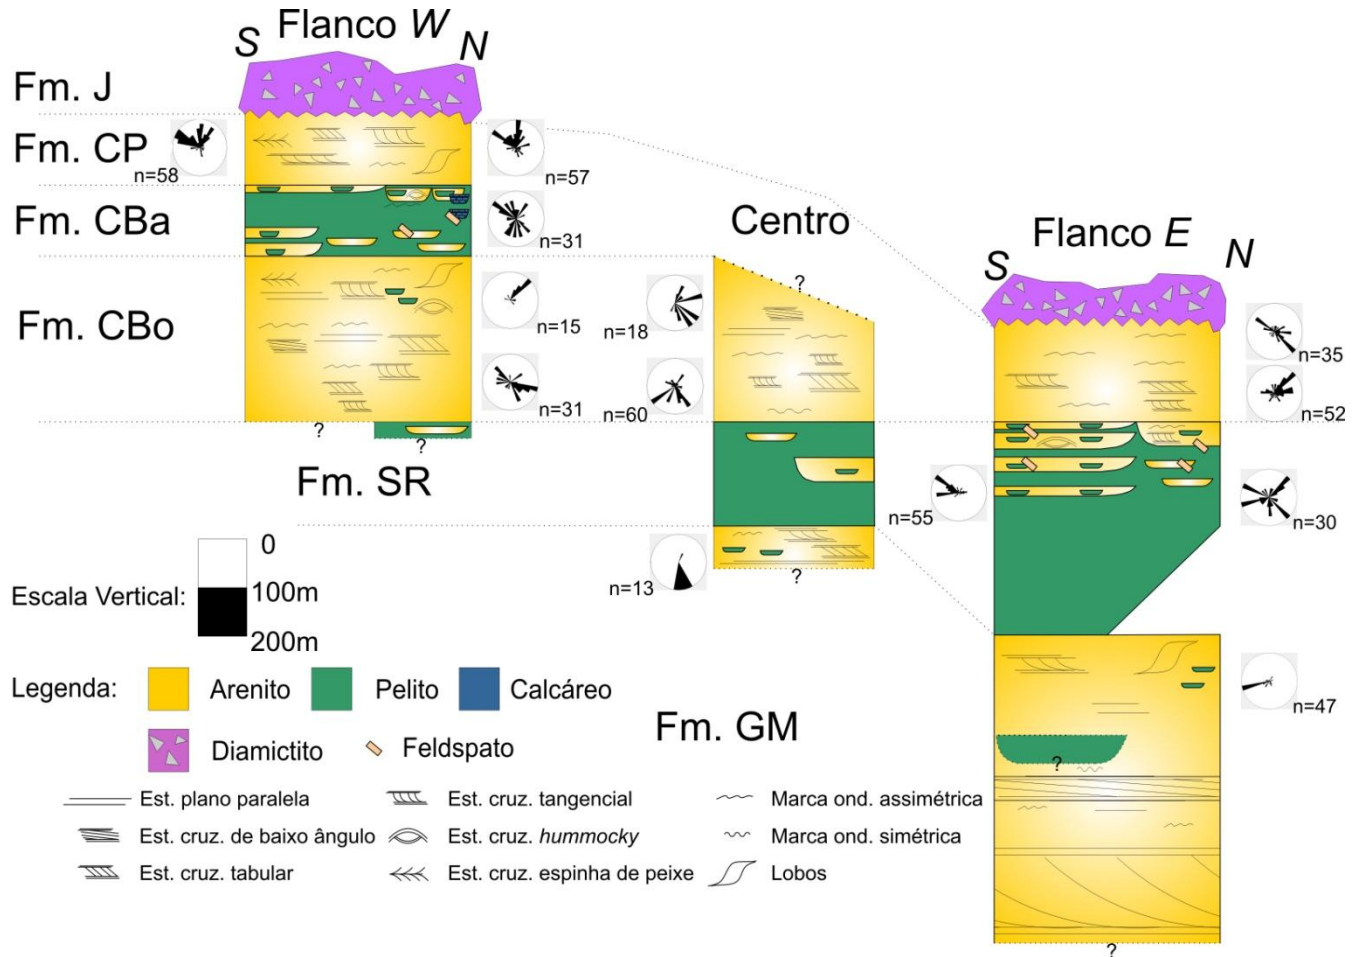 Flanco W
S
N
Fm. J
Fm. CP
n=58
n=57
Fm. CBa
n=31
Centro
Flanco E
S
N
Fm. CBo
?
n=15
n=18
n=35
n=31
n=60
n=52
?
?
Fm. SR
n=55
n=30
n=13
?
Escala Vertical:
0
100m
200m
Legenda:
Arenito
Pelito
Calcáreo
Diamictito
Feldspato
Fm. GM
n=47
?
Est. plano paralela
Est. cruz. tangencial
Marca ond. assimétrica
Est. cruz. de baixo ângulo
Est. cruz. hummocky
Marca ond. simétrica
Est. cruz. tabular
Est. cruz. espinha de peixe
Lobos
?